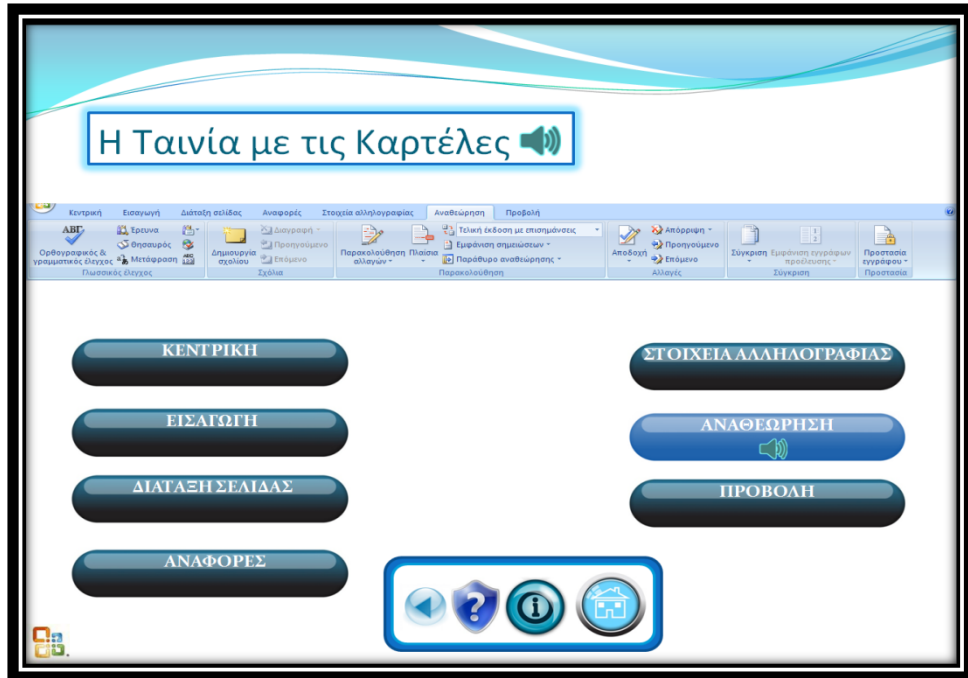 Η Ταινία με τις Καρτέλες
Κεντρική Εισαγωγή Διάταξη σελίδας Αναφορές Στοιχεία αλληλογραφίας Αναθεώρηση Προβολή
ABC Έρευνα Διαγραφή Τελική έκδοση με επισημάνσεις Απόρριψη
Θησαυρός Προηγούμενο Εμφάνιση σημειώσεων Προηγούμενο
Ορθογραφικός & γραμματικός έλεγχος Μετάφραση Δημιουργία σχολίου Επόμενο Παρακολούθηση αλλαγών Πλαίσια Παράθυρο αναθεώρησης Αποδοχή Επόμενο Σύγκριση Εμφάνιση εγγράφων προέλευσης Προστασία εγγράφου
Γλωσσικός έλεγχος Σχόλια Παρακολούθηση Αλλαγές Σύγκριση Προστασία
ΚΕΝΤΡΙΚΗ
ΕΙΣΑΓΩΓΗ
ΔΙΑΤΑΞΗ ΣΕΛΙΔΑΣ
ΑΝΑΦΟΡΕΣ
ΣΤΟΙΧΕΙΑ ΑΛΛΗΛΟΓΡΑΦΙΑΣ
ΑΝΑΘΕΩΡΗΣΗ
ΠΡΟΒΟΛΗ